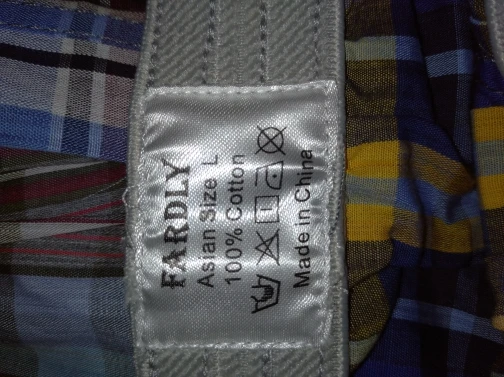 FARDLY
Asian Size L
100% Cotton
Made in China